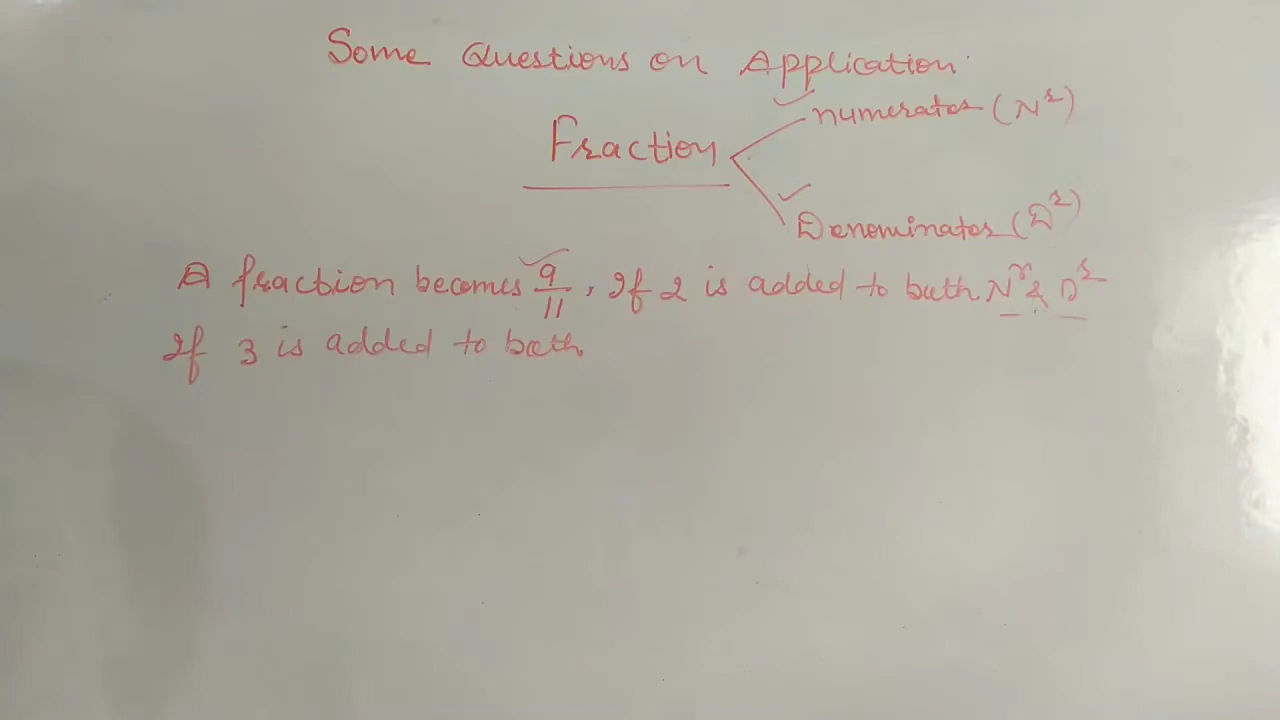 Some Questions on Application.
Fraction
numerator (Nʳ)
Denominator (Dʳ)
A fraction becomes 9/11, If 2 is added to both Nʳ & Dʳ
If 3 is added to both